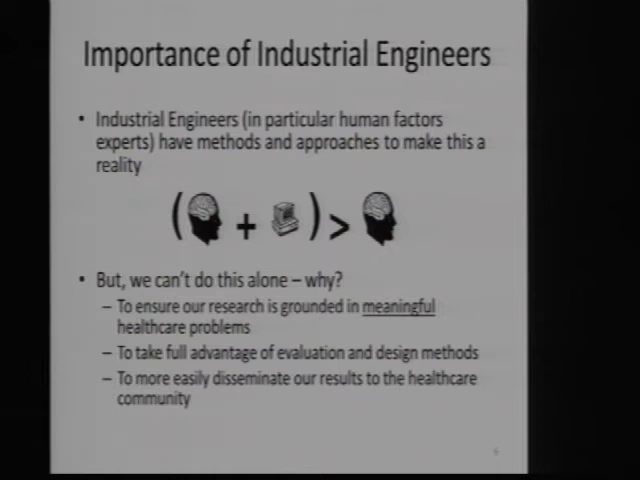 Importance of Industrial Engineers
• Industrial Engineers (in particular human factors
experts) have methods and approaches to make this a
reality
( + ) >
• But, we can't do this alone – why?
– To ensure our research is grounded in meaningful
healthcare problems
– To take full advantage of evaluation and design methods
– To more easily disseminate our results to the healthcare
community